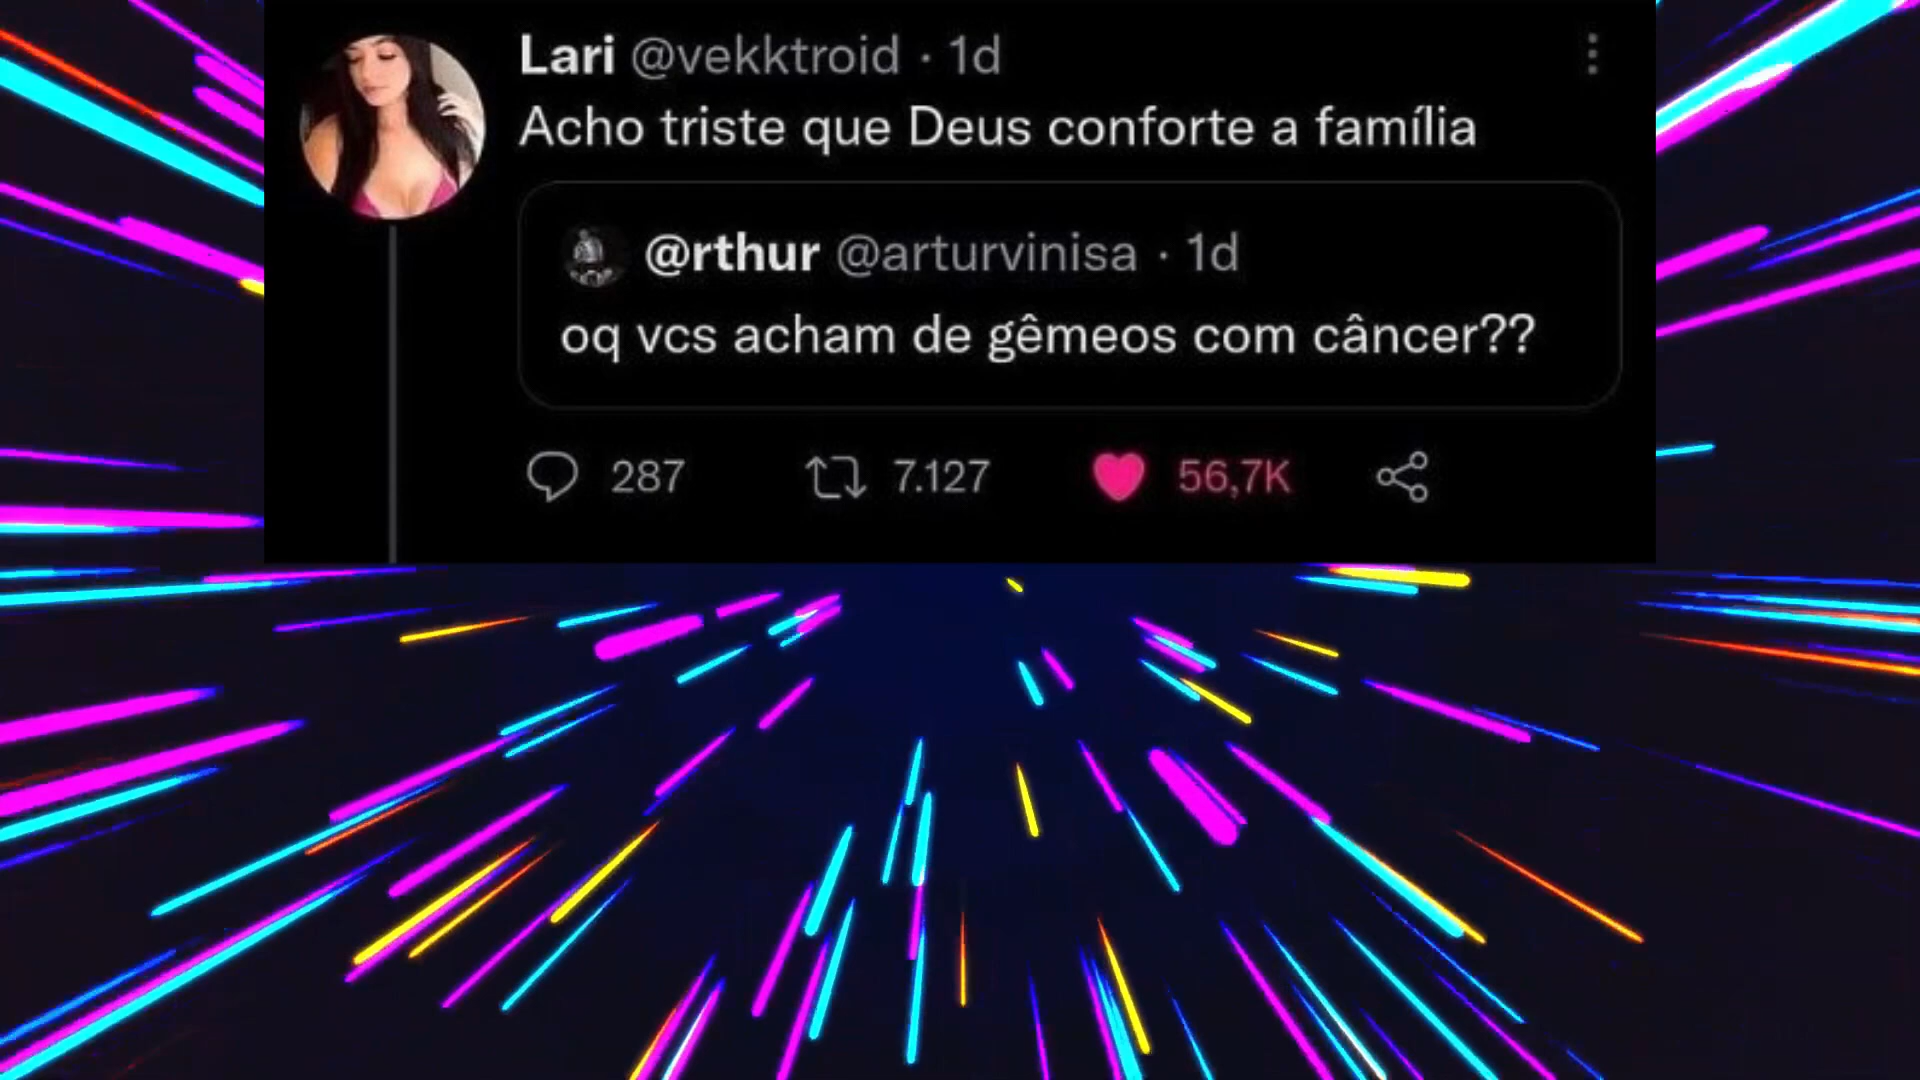 Lari @vekktroid · 1d
Acho triste que Deus conforte a família
@rthur @arturvinisa · 1d
oq vcs acham de gêmeos com câncer??
287 7.127 56,7K